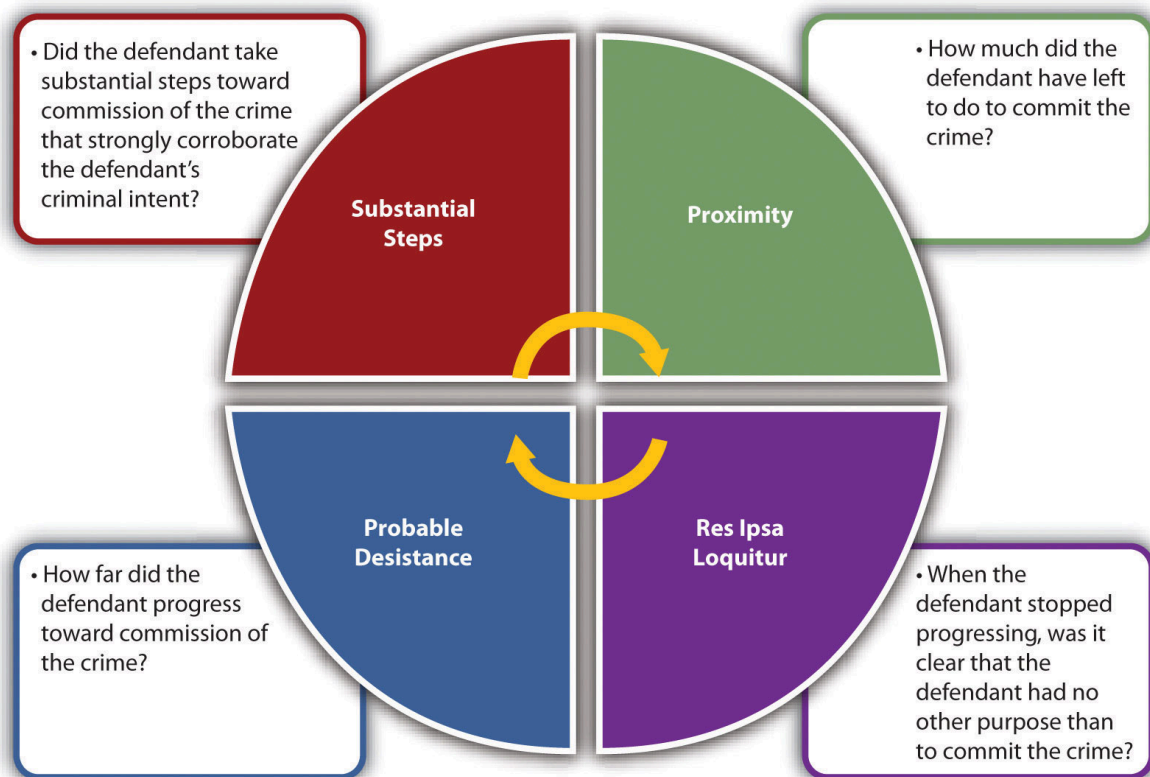 • Did the defendant take
substantial steps toward
commission of the crime
that strongly corroborate
the defendant’s
criminal intent?
Substantial
Steps
• How much did the
defendant have left
to do to commit the
crime?
Proximity
Probable
Desistance
• How far did the
defendant progress
toward commission of
the crime?
Res Ipsa
Loquitur
• When the
defendant stopped
progressing, was it
clear that the
defendant had no
other purpose than
to commit the crime?